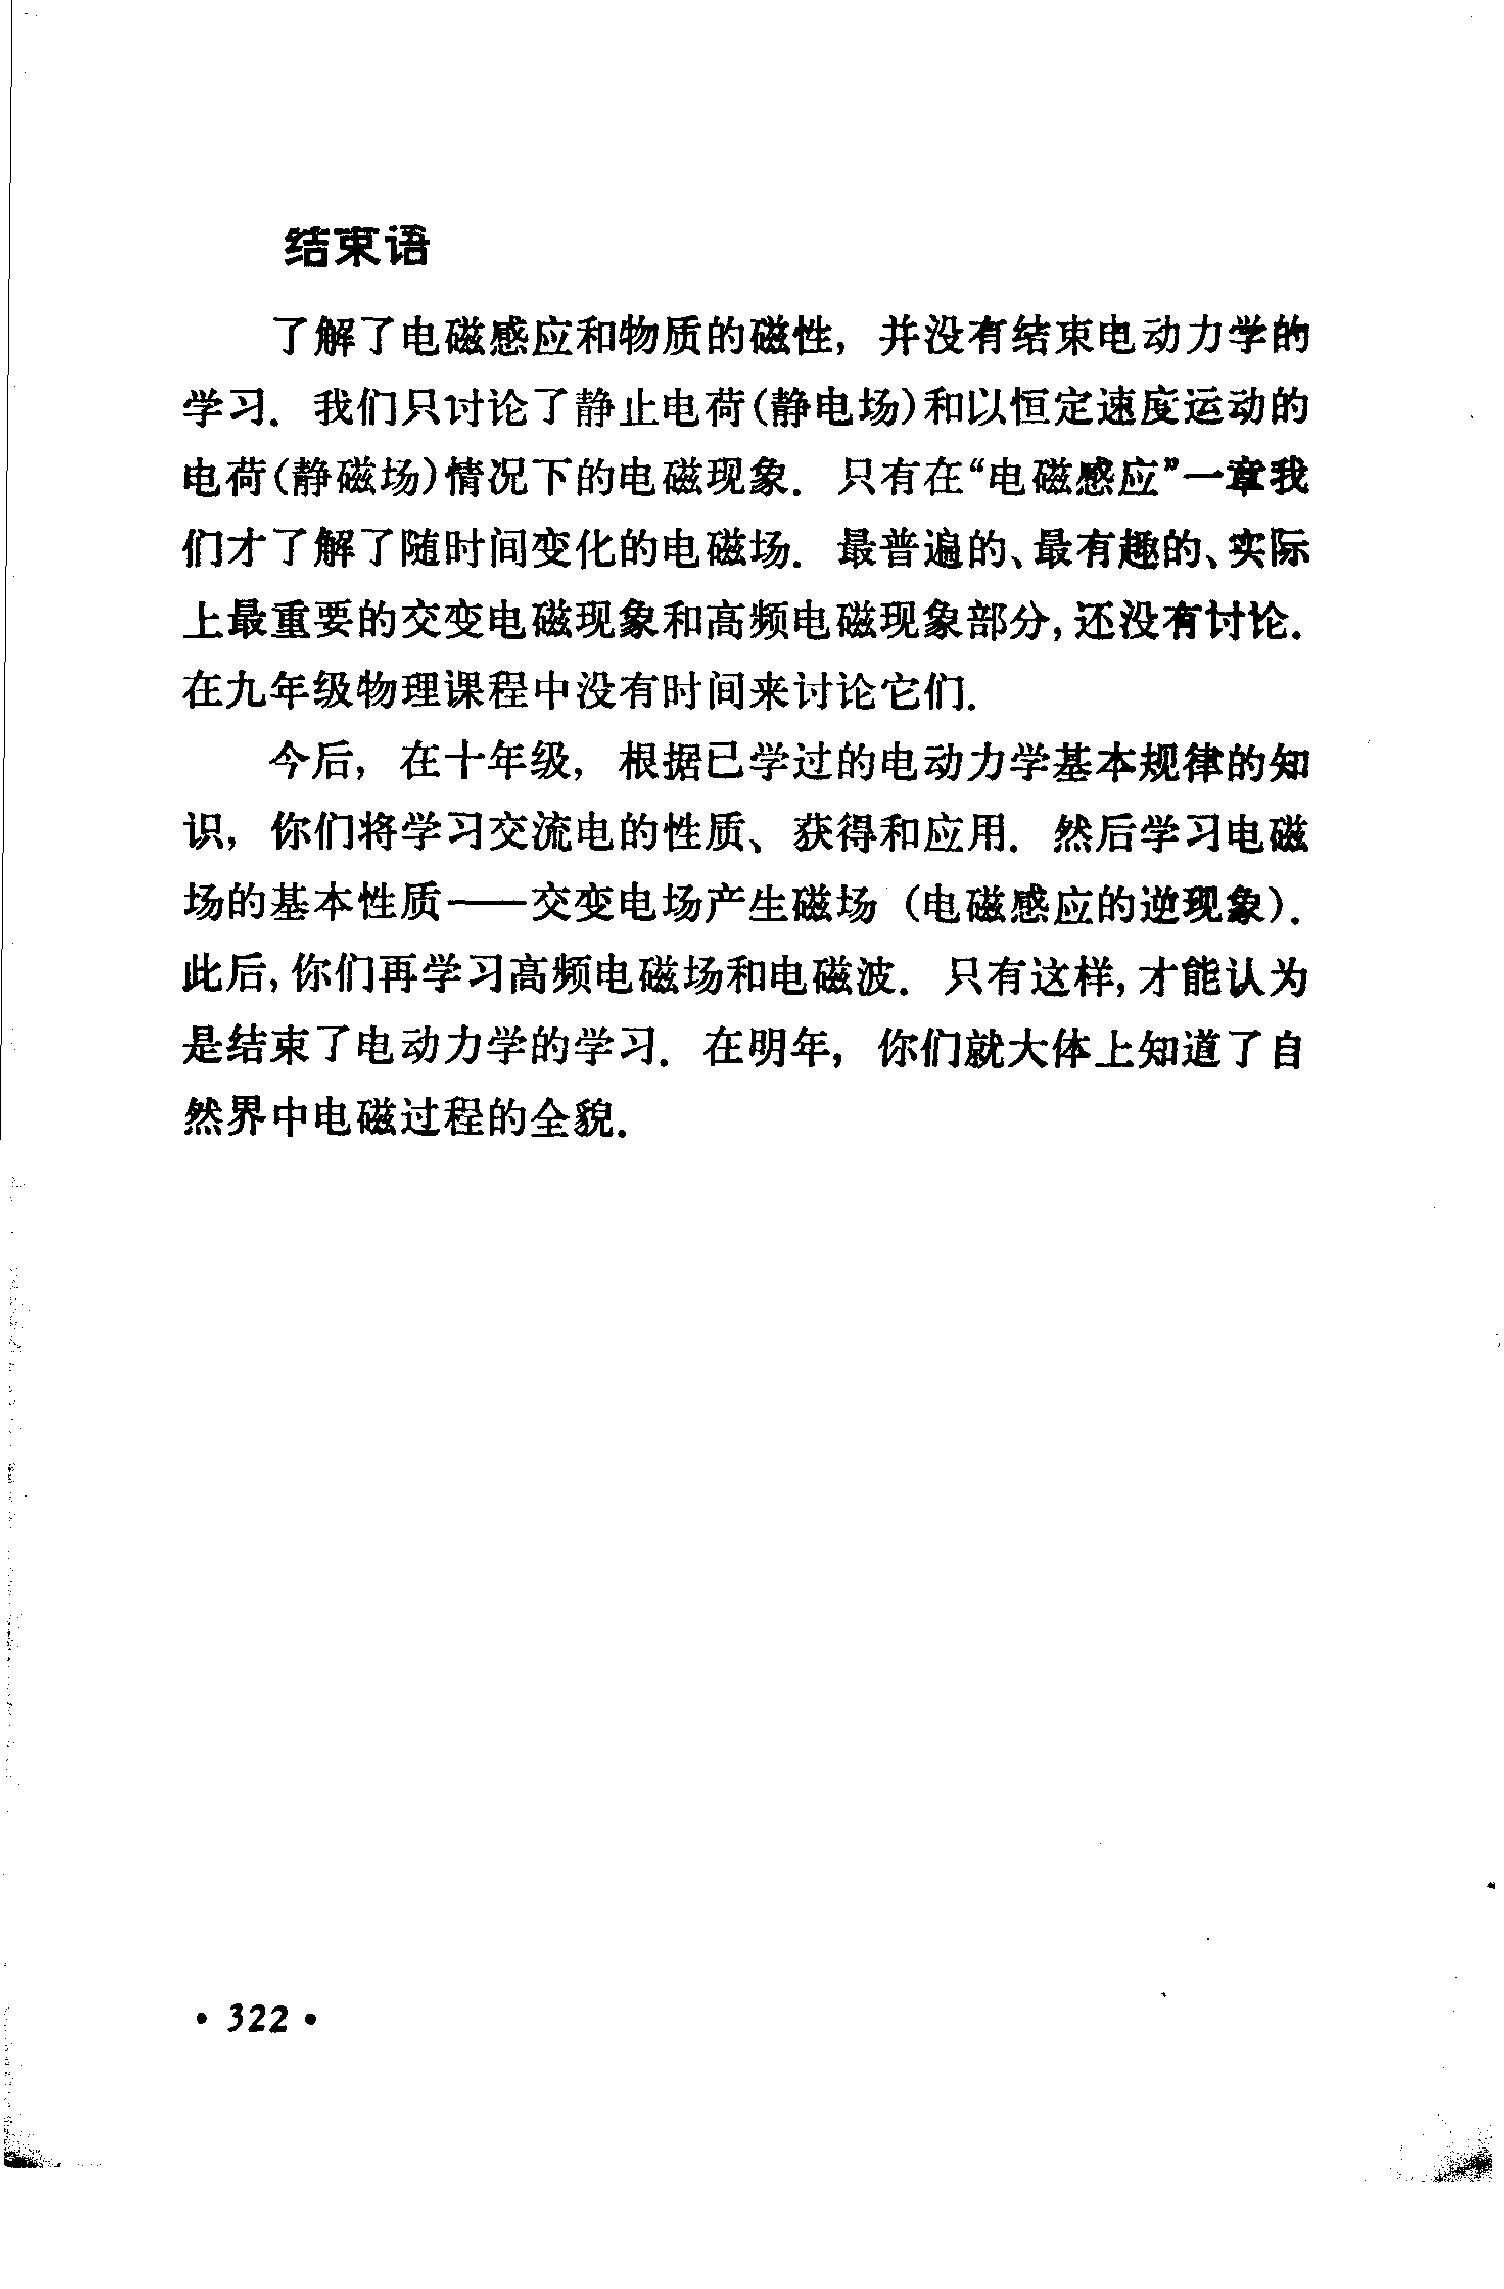 结束语
了解了电磁感应和物质的磁性，并没有结束电动力学的
学习．我们只讨论了静止电荷(静电场)和以恒定速度运动的
电荷(静磁场)情况下的电磁现象．只有在“电磁感应”一章我
们才了解了随时间变化的电磁场．最普遍的、最有趣的、实际
上最重要的交变电磁现象和高频电磁现象部分，还没有讨论．
在九年级物理课程中没有时间来讨论它们．
今后，在十年级，根据已学过的电动力学基本规律的知
识，你们将学习交流电的性质、获得和应用．然后学习电磁
场的基本性质——交变电场产生磁场（电磁感应的逆现象）．
此后，你们再学习高频电磁场和电磁波．只有这样，才能认为
是结束了电动力学的学习．在明年，你们就大体上知道了自
然界中电磁过程的全貌．
· 322 ·